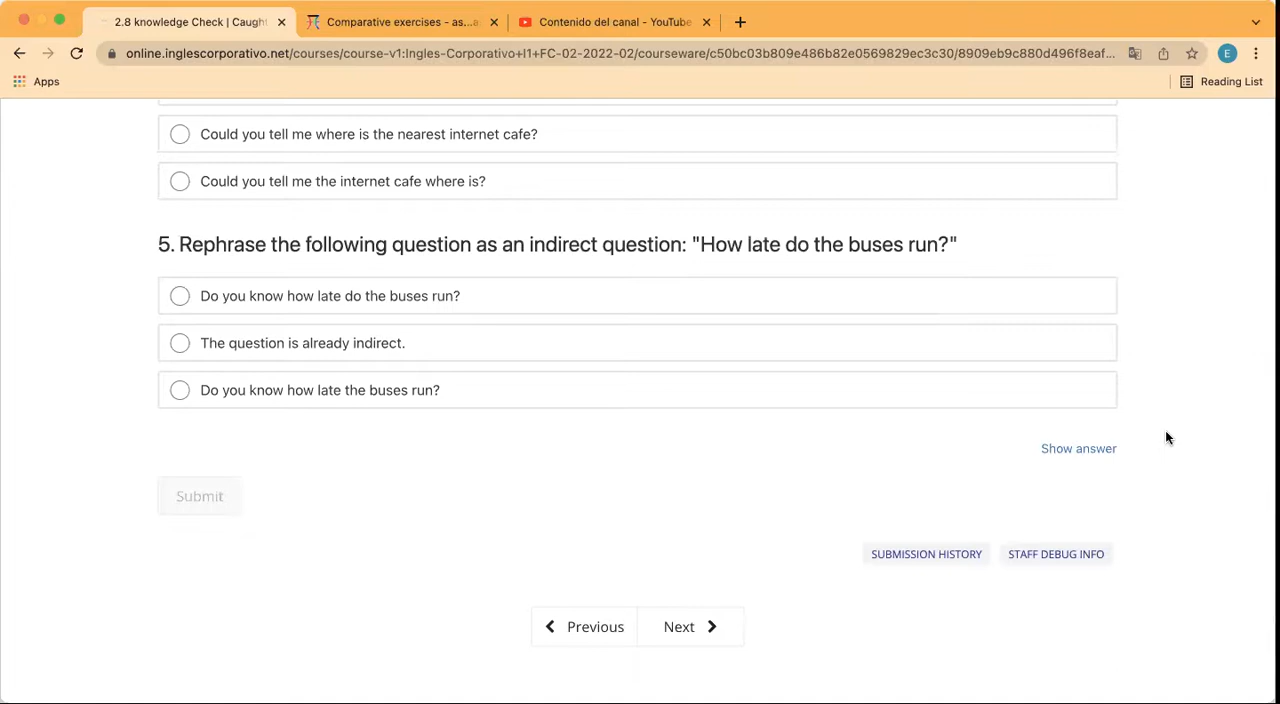 2.8 knowledge Check | Caught
Comparative exercises - as...a
Contenido del canal - YouTube
online.inglescorporativo.net/courses/course-v1:Ingles-Corporativo+I1+FC-02-2022-02/courseware/c50bc03b809e486b82e0569829ec3c30/8909eb9c880d496f8eaf...
E
Apps
Reading List
Could you tell me where is the nearest internet cafe?
Could you tell me the internet cafe where is?
5. Rephrase the following question as an indirect question: "How late do the buses run?"
Do you know how late do the buses run?
The question is already indirect.
Do you know how late the buses run?
Show answer
Submit
SUBMISSION HISTORY
STAFF DEBUG INFO
Previous
Next